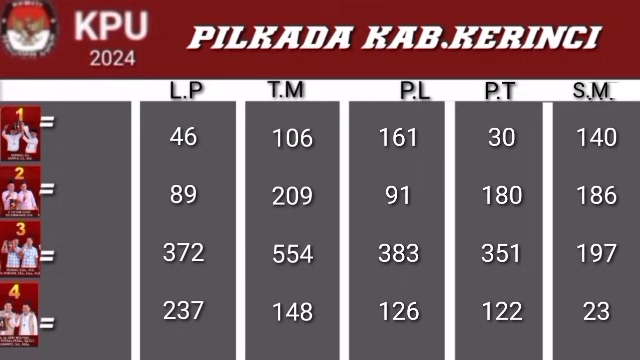 KPU
2024
PILKADA KAB.KERINCI
L.P T.M P.L P.T S.M.
1 = 46 106 161 30 140
2 = 89 209 91 180 186
3 = 372 554 383 351 197
4 = 237 148 126 122 23